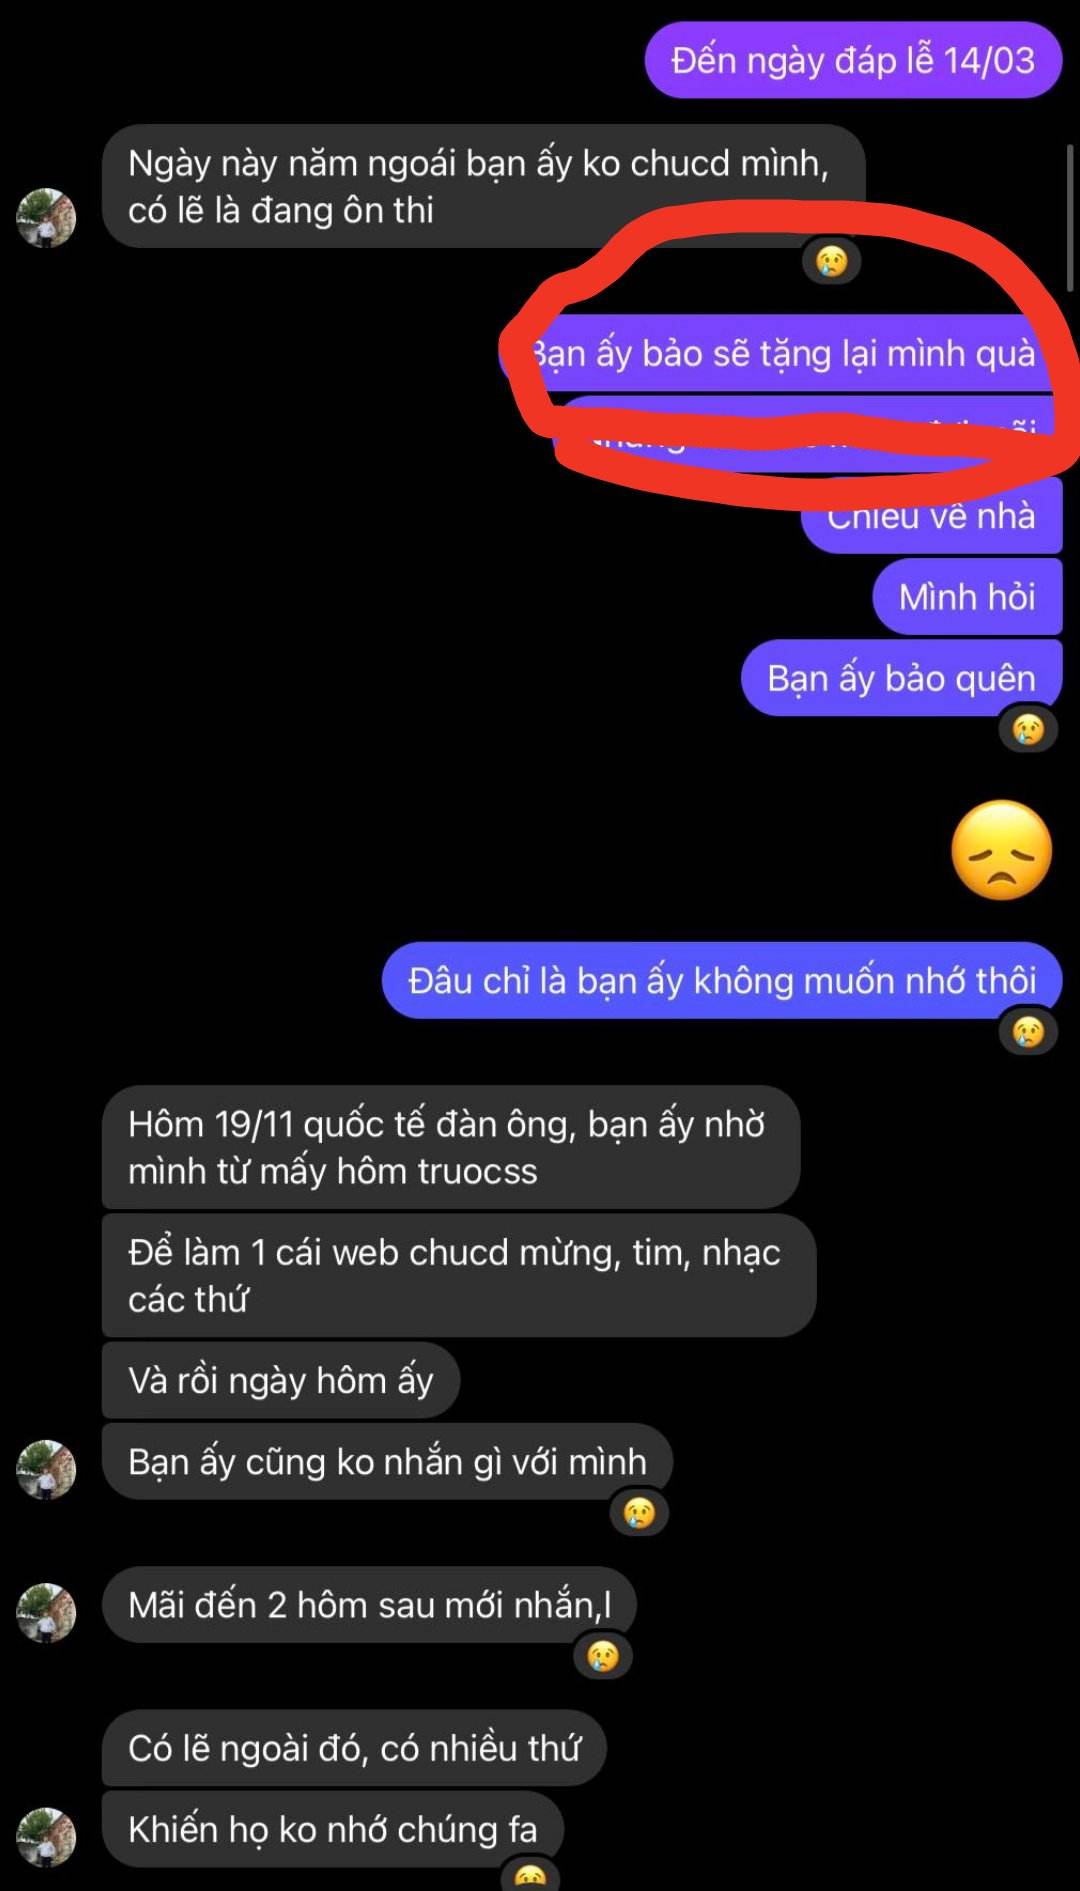 Đến ngày đáp lễ 14/03
Ngày này năm ngoái bạn ấy ko chucd mình,
có lẽ là đang ôn thi
Bạn ấy bảo sẽ tặng lại mình quà
Chiều về nhà
Mình hỏi
Bạn ấy bảo quên
Đâu chỉ là bạn ấy không muốn nhớ thôi
Hôm 19/11 quốc tế đàn ông, bạn ấy nhờ
mình từ mấy hôm truocss
Để làm 1 cái web chucd mừng, tim, nhạc
các thứ
Và rồi ngày hôm ấy
Bạn ấy cũng ko nhắn gì với mình
Mãi đến 2 hôm sau mới nhắn,l
Có lẽ ngoài đó, có nhiều thứ
Khiến họ ko nhớ chúng fa